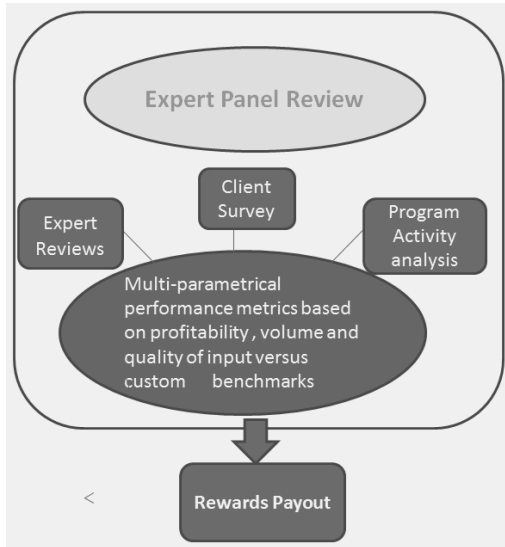 Expert Panel Review
Client
Survey
Expert
Reviews
Program
Activity
analysis
Multi-parametrical
performance metrics based
on profitability , volume and
quality of input versus
custom benchmarks
Rewards Payout
<